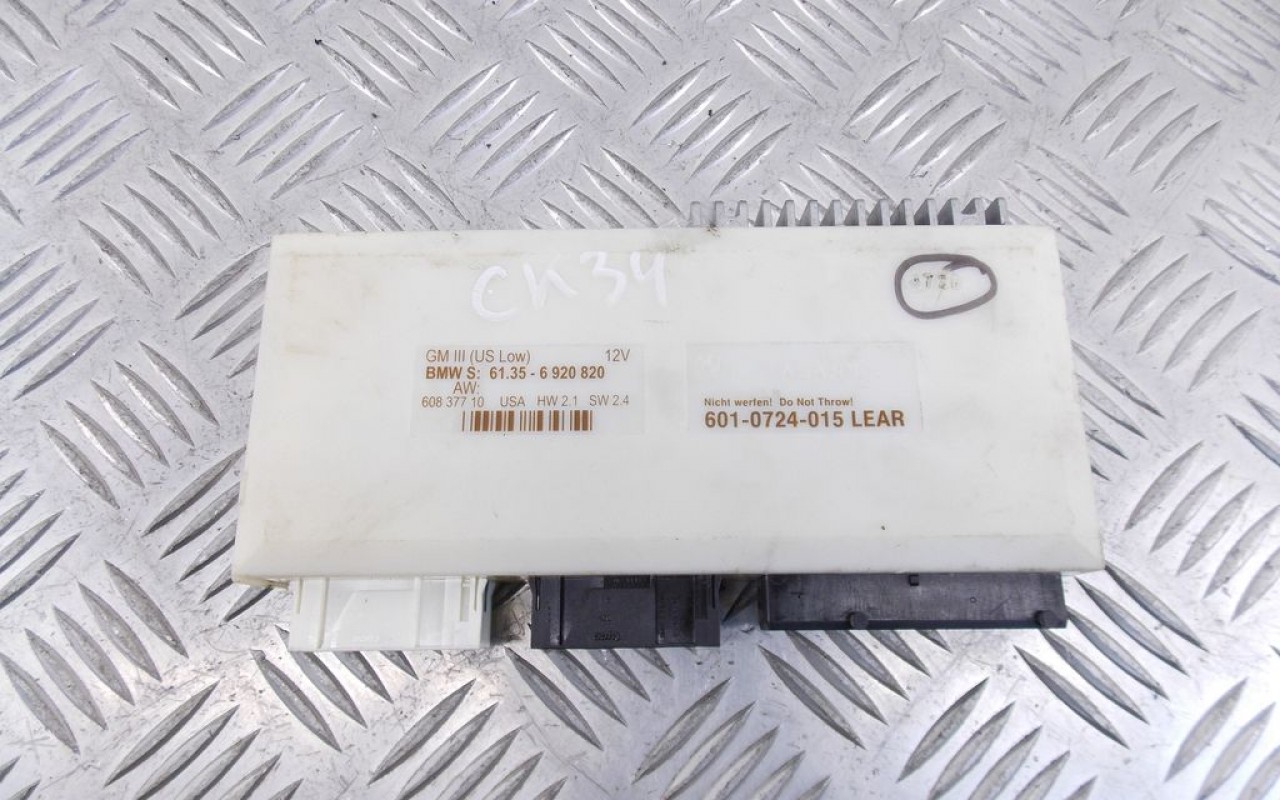 CK34
GM III (US Low) 12V
BMW S: 61.35 - 6 920 820
AW:
608 377 10 USA HW 2.1 SW 2.4
Nicht werfen! Do Not Throw!
601-0724-015 LEAR